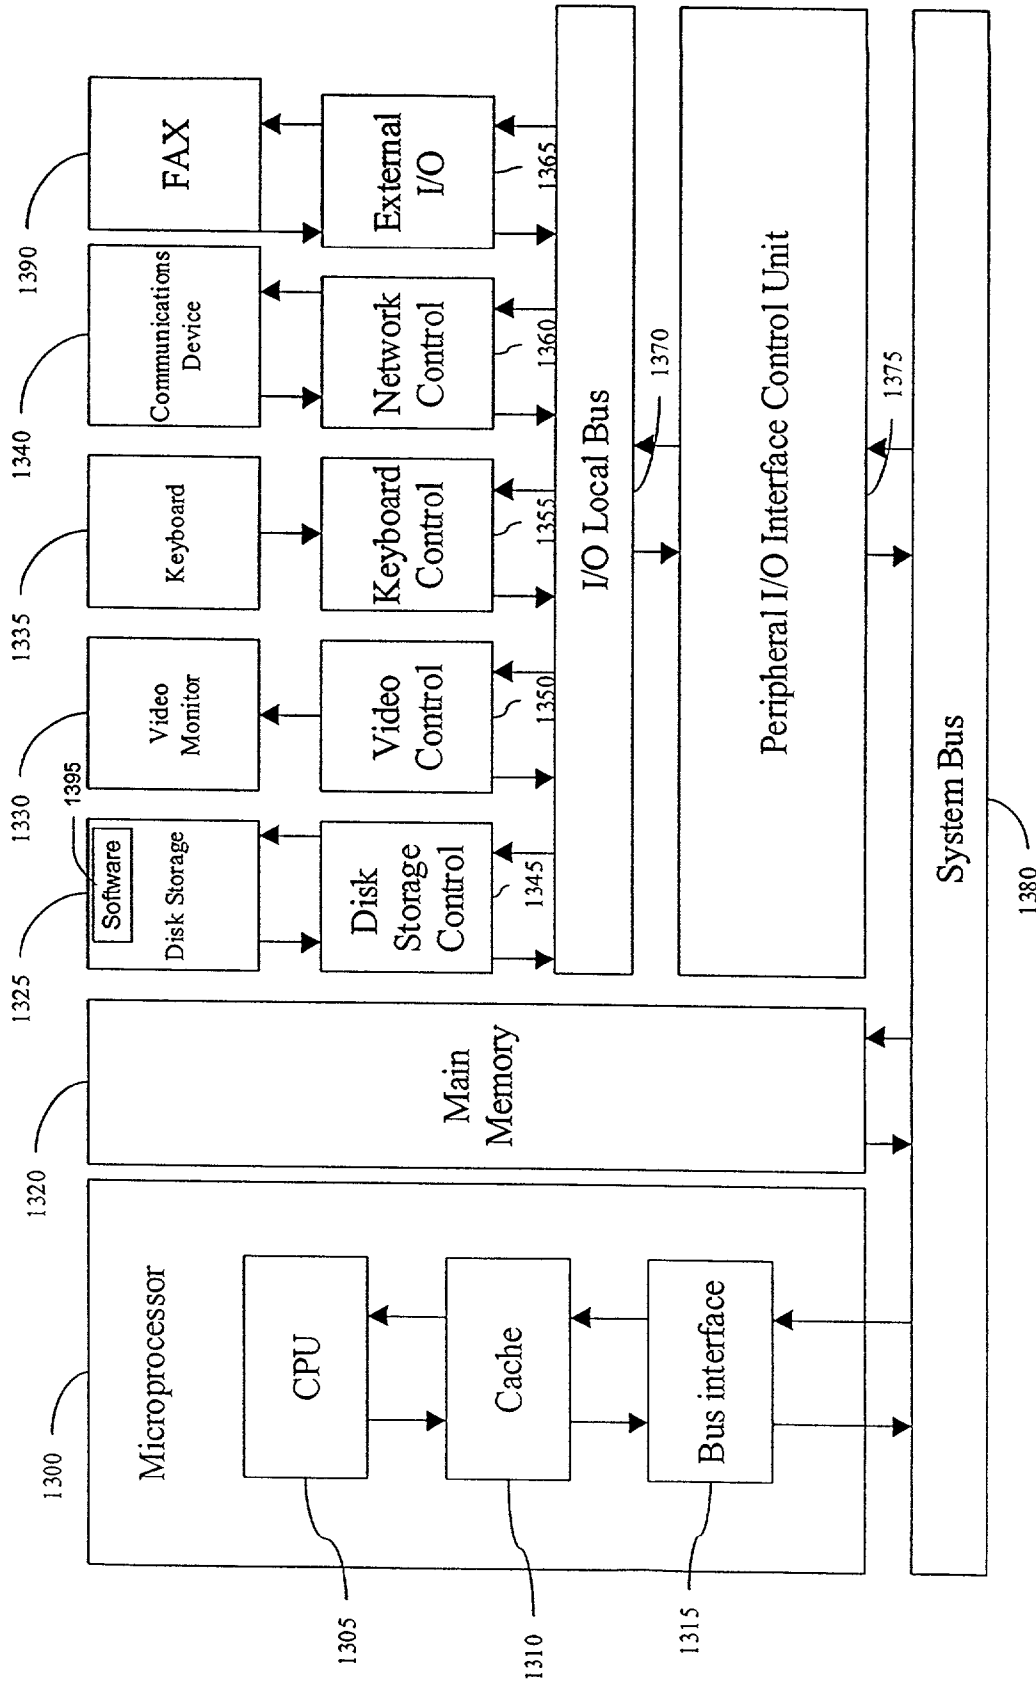 1300
Microprocessor
CPU
1305
Cache
1310
Bus interface
1315
1320
Main
Memory
1325
1395
Software
Disk Storage
Disk
Storage
Control
1345
1330
Video
Monitor
Video
Control
1350
1335
Keyboard
Keyboard
Control
1355
1340
Communications
Device
Network
Control
1360
1390
FAX
External
I/O
1365
I/O Local Bus
1370
Peripheral I/O Interface Control Unit
1375
System Bus
1380